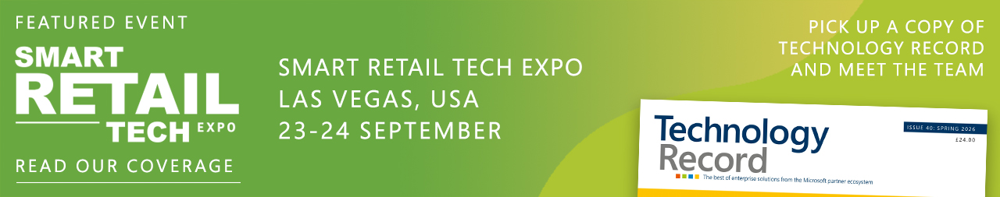 FEATURED EVENT
SMART
RETAIL
TECH EXPO
READ OUR COVERAGE
SMART RETAIL TECH EXPO
LAS VEGAS, USA
23-24 SEPTEMBER
PICK UP A COPY OF
TECHNOLOGY RECORD
AND MEET THE TEAM
Technology
Record
The best of enterprise solutions from the Microsoft partner ecosystem
ISSUE 40: SPRING 2026
£24.00